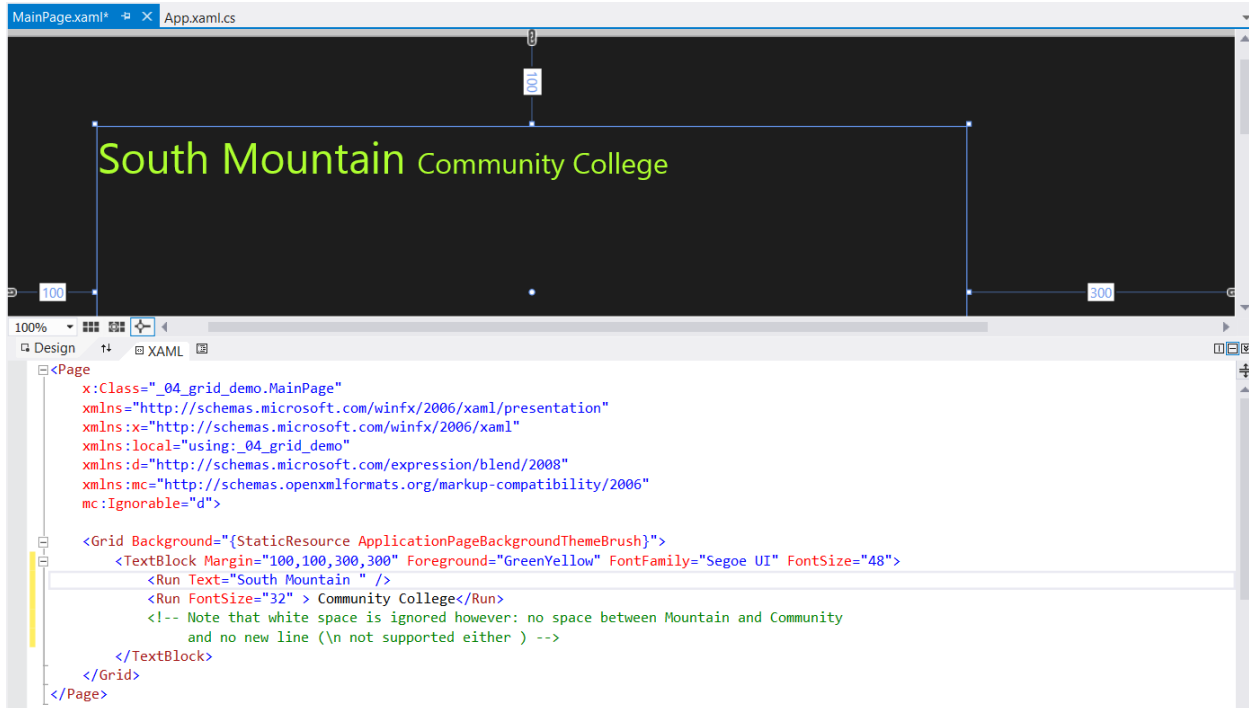 MainPage.xaml* App.xaml.cs
100
South Mountain Community College
100 300
100%
Design XAML
<Page
x:Class="_04_grid_demo.MainPage"
xmlns="http://schemas.microsoft.com/winfx/2006/xaml/presentation"
xmlns:x="http://schemas.microsoft.com/winfx/2006/xaml"
xmlns:local="using:_04_grid_demo"
xmlns:d="http://schemas.microsoft.com/expression/blend/2008"
xmlns:mc="http://schemas.openxmlformats.org/markup-compatibility/2006"
mc:Ignorable="d">
<Grid Background="{StaticResource ApplicationPageBackgroundThemeBrush}">
<TextBlock Margin="100,100,300,300" Foreground="GreenYellow" FontFamily="Segoe UI" FontSize="48">
<Run Text="South Mountain " />
<Run FontSize="32" > Community College</Run>
<!-- Note that white space is ignored however: no space between Mountain and Community
and no new line (\n not supported either ) -->
</TextBlock>
</Grid>
</Page>